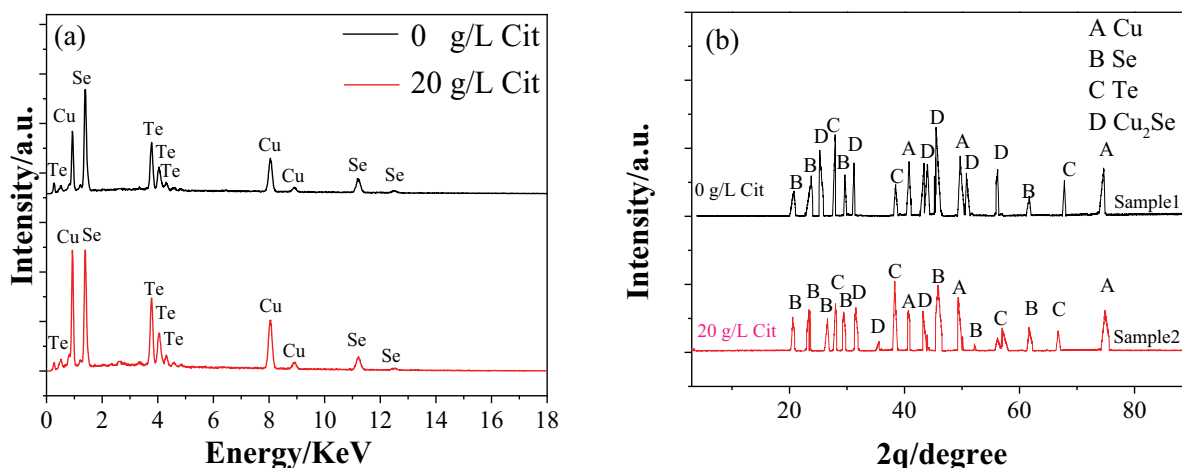 (a)
0 g/L Cit
20 g/L Cit
Se
Cu
Te
Te
Te
Te
Cu
Cu
Se
Se
Cu
Se
Te
Te
Te
Te
Cu
Cu
Se
Se
0 2 4 6 8 10 12 14 16 18
Energy/KeV
Intensity/a.u.
(b)
A Cu
B Se
C Te
D Cu2Se
0 g/L Cit
B B D C B D C A D D A D D B C A
Sample1
20 g/L Cit
B B B C B D D C A D B A B C B C A
Sample2
20 40 60 80
2q/degree
Intensity/a.u.